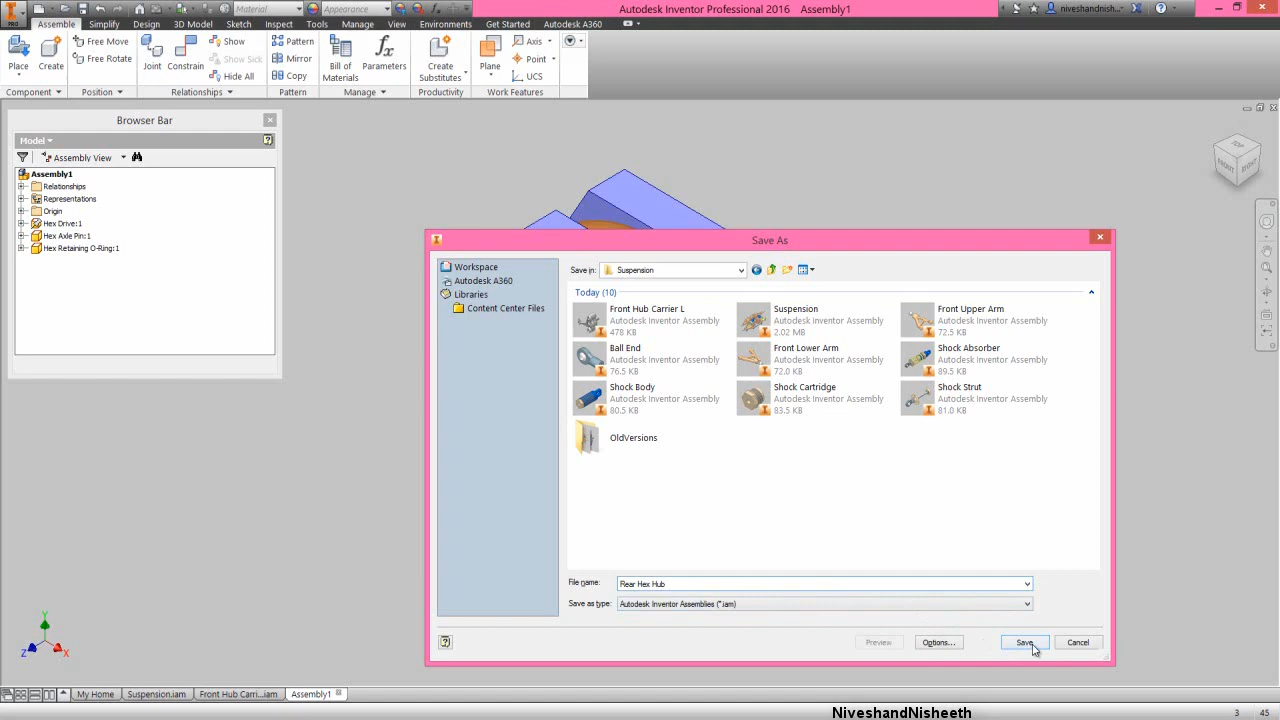 Material
Appearance
Autodesk Inventor Professional 2016 Assembly1
niveshandnish...
PRO
Assemble Simplify Design 3D Model Sketch Inspect Tools Manage View Environments Get Started Autodesk A360
Place
Create
Free Move
Free Rotate
Joint
Constrain
Show
Show Sick
Hide All
Pattern
Mirror
Copy
Bill of
Materials
Parameters
Create
Substitutes
Plane
Axis
Point
UCS
Component Position Relationships Pattern Manage Productivity Work Features
Browser Bar
Model
Assembly View
Assembly1
Relationships
Representations
Origin
Hex Drive:1
Hex Axle Pin:1
Hex Retaining O-Ring:1
TOP
FRONT
RIGHT
Save As
Workspace
Autodesk A360
Libraries
Content Center Files
Save in: Suspension
Today (10)
Front Hub Carrier L
Autodesk Inventor Assembly
478 KB
Suspension
Autodesk Inventor Assembly
2.02 MB
Front Upper Arm
Autodesk Inventor Assembly
72.5 KB
Ball End
Autodesk Inventor Assembly
76.5 KB
Front Lower Arm
Autodesk Inventor Assembly
72.0 KB
Shock Absorber
Autodesk Inventor Assembly
89.5 KB
Shock Body
Autodesk Inventor Assembly
80.5 KB
Shock Cartridge
Autodesk Inventor Assembly
83.5 KB
Shock Strut
Autodesk Inventor Assembly
81.0 KB
OldVersions
File name: Rear Hex Hub
Save as type: Autodesk Inventor Assemblies (*.iam)
Preview Options... Save Cancel
Y
Z
X
My Home Suspension.iam Front Hub Carri...iam Assembly1
NiveshandNisheeth
3 45